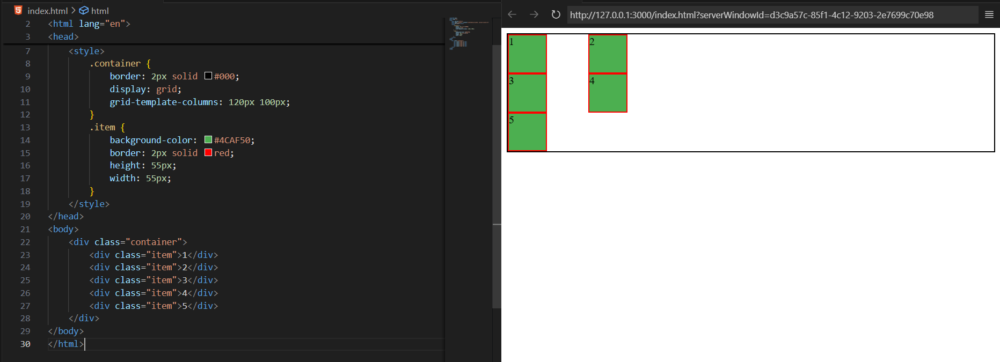 index.html > html
2 <html lang="en">
3 <head>
7 <style>
8 .container {
9 border: 2px solid #000;
10 display: grid;
11 grid-template-columns: 120px 100px;
12 }
13 .item {
14 background-color: #4CAF50;
15 border: 2px solid red;
16 height: 55px;
17 width: 55px;
18 }
19 </style>
20 </head>
21 <body>
22 <div class="container">
23 <div class="item">1</div>
24 <div class="item">2</div>
25 <div class="item">3</div>
26 <div class="item">4</div>
27 <div class="item">5</div>
28 </div>
29 </body>
30 </html>
http://127.0.0.1:3000/index.html?serverWindowId=d3c9a57c-85f1-4c12-9203-2e7699c70e98
1 2
3 4
5